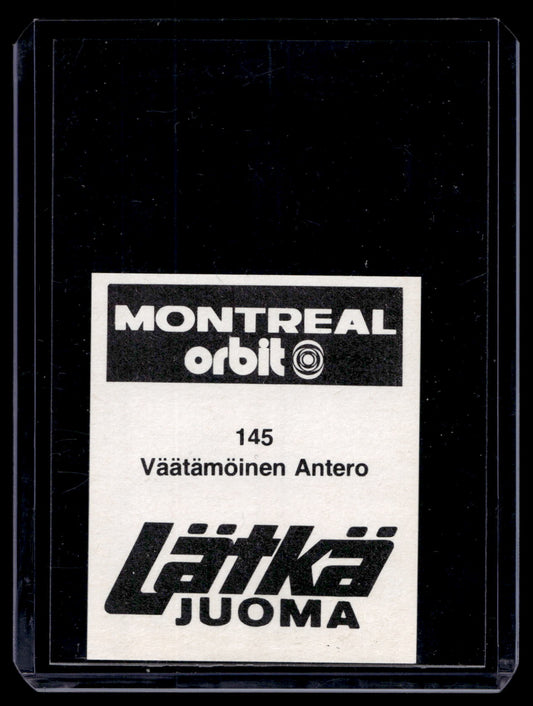 MONTREAL
orbit
145
Väätämöinen Antero
Lätkä
JUOMA